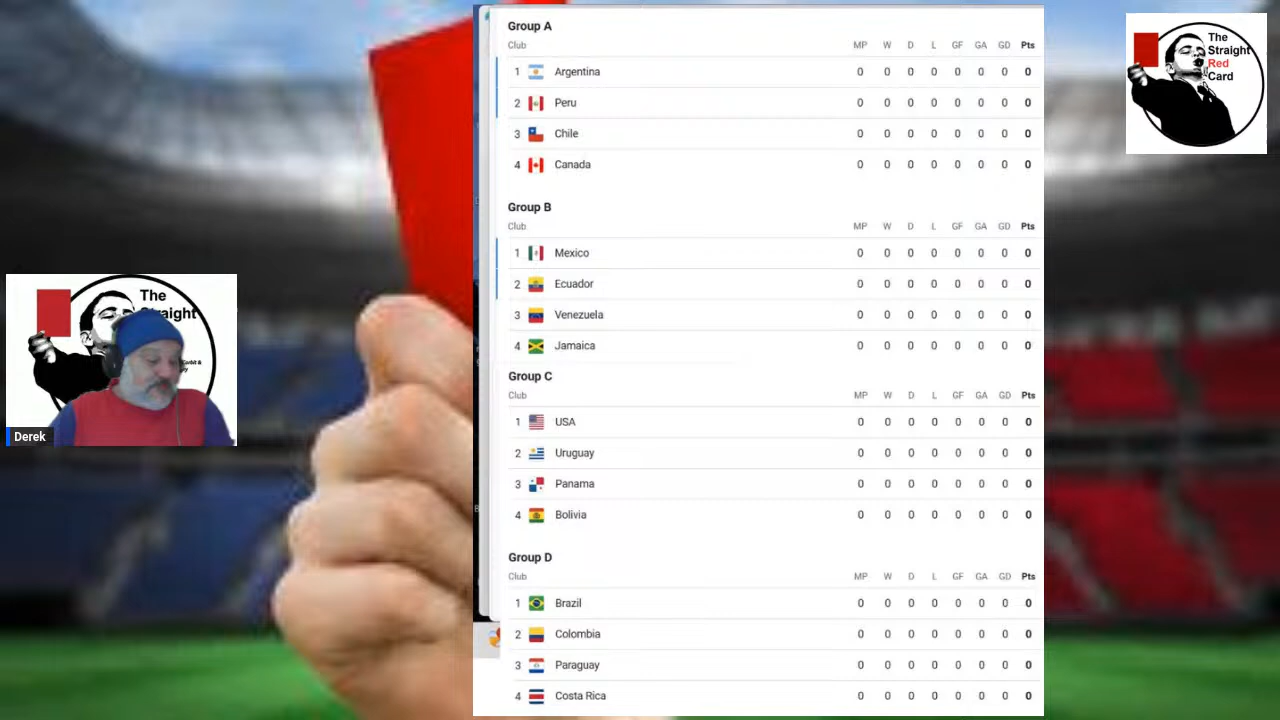 Group A
Club MP W D L GF GA GD Pts
1 Argentina 0 0 0 0 0 0 0 0
2 Peru 0 0 0 0 0 0 0 0
3 Chile 0 0 0 0 0 0 0 0
4 Canada 0 0 0 0 0 0 0 0
Group B
Club MP W D L GF GA GD Pts
1 Mexico 0 0 0 0 0 0 0 0
2 Ecuador 0 0 0 0 0 0 0 0
3 Venezuela 0 0 0 0 0 0 0 0
4 Jamaica 0 0 0 0 0 0 0 0
Group C
Club MP W D L GF GA GD Pts
1 USA 0 0 0 0 0 0 0 0
2 Uruguay 0 0 0 0 0 0 0 0
3 Panama 0 0 0 0 0 0 0 0
4 Bolivia 0 0 0 0 0 0 0 0
Group D
Club MP W D L GF GA GD Pts
1 Brazil 0 0 0 0 0 0 0 0
2 Colombia 0 0 0 0 0 0 0 0
3 Paraguay 0 0 0 0 0 0 0 0
4 Costa Rica 0 0 0 0 0 0 0 0
The
Straight
Red
Card
The
Straight
Derek